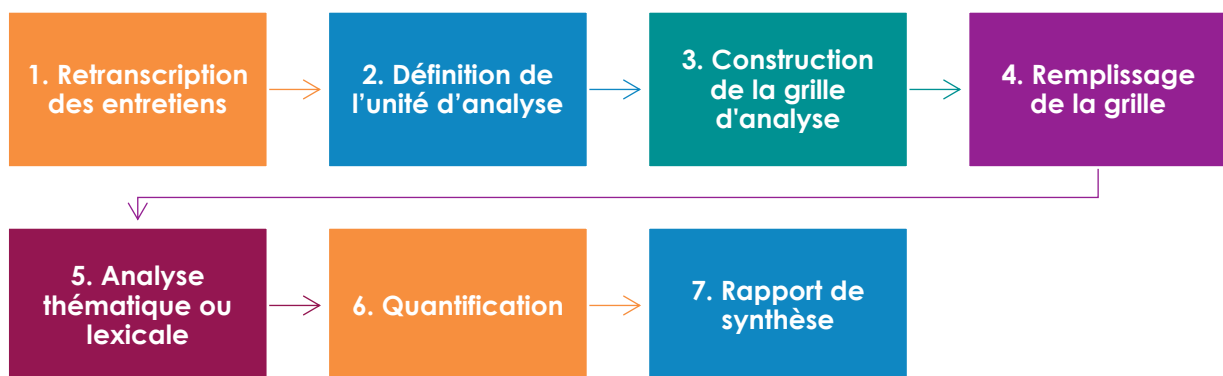 1. Retranscription
des entretiens
2. Définition de
l’unité d’analyse
3. Construction
de la grille
d'analyse
4. Remplissage
de la grille
5. Analyse
thématique ou
lexicale
6. Quantification
7. Rapport de
synthèse